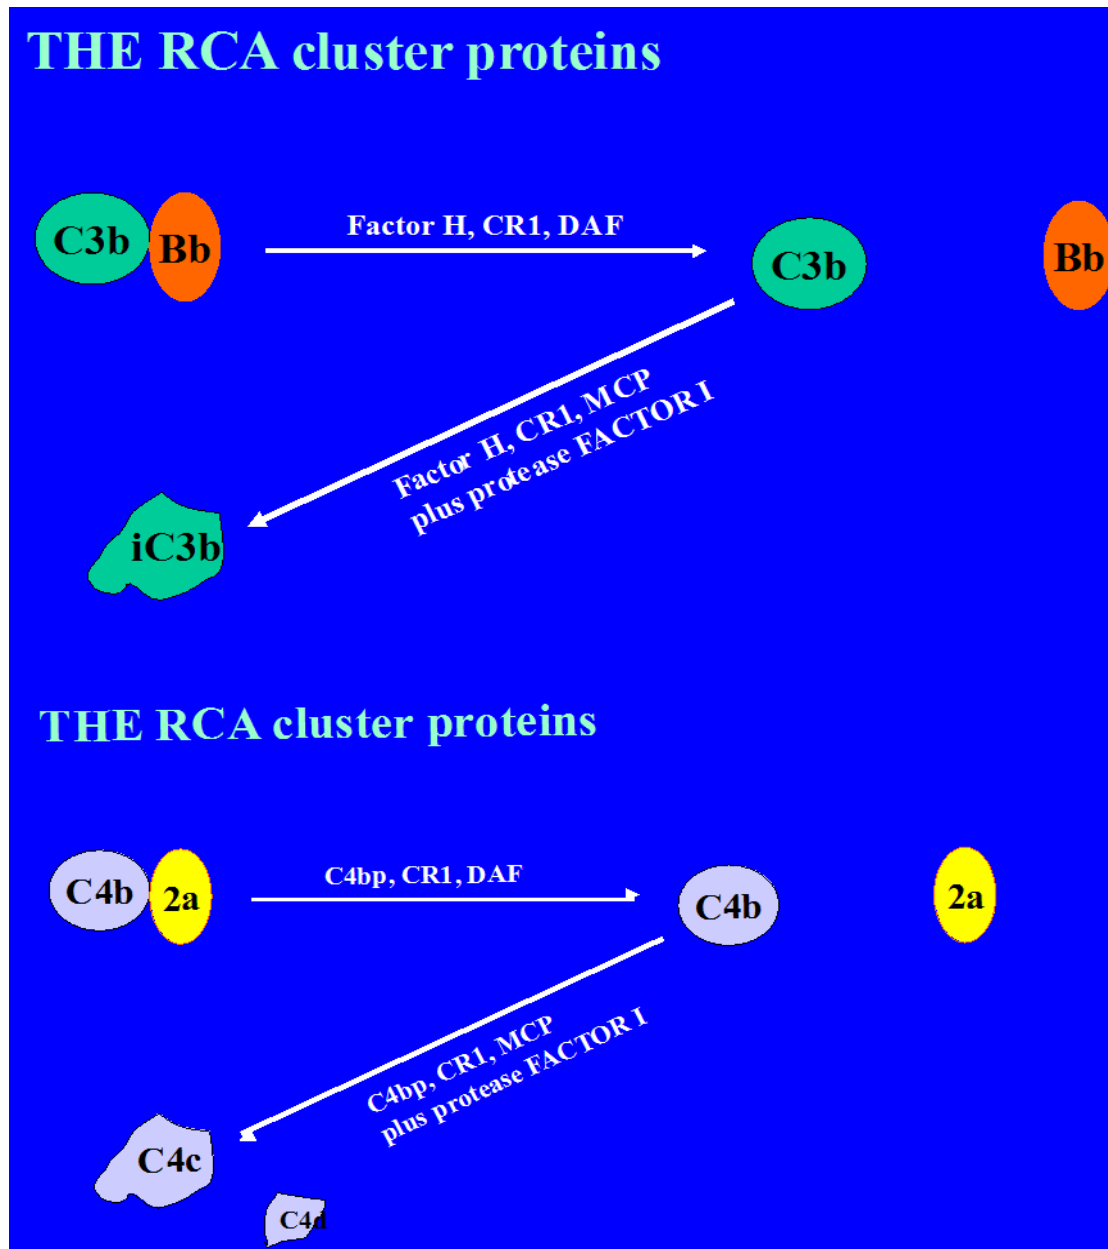 THE RCA cluster proteins
C3b
Bb
Factor H, CR1, DAF
C3b
Bb
Factor H, CR1, MCP
plus protease FACTOR I
iC3b
THE RCA cluster proteins
C4b
2a
C4bp, CR1, DAF
C4b
2a
C4bp, CR1, MCP
plus protease FACTOR I
C4c
C4d